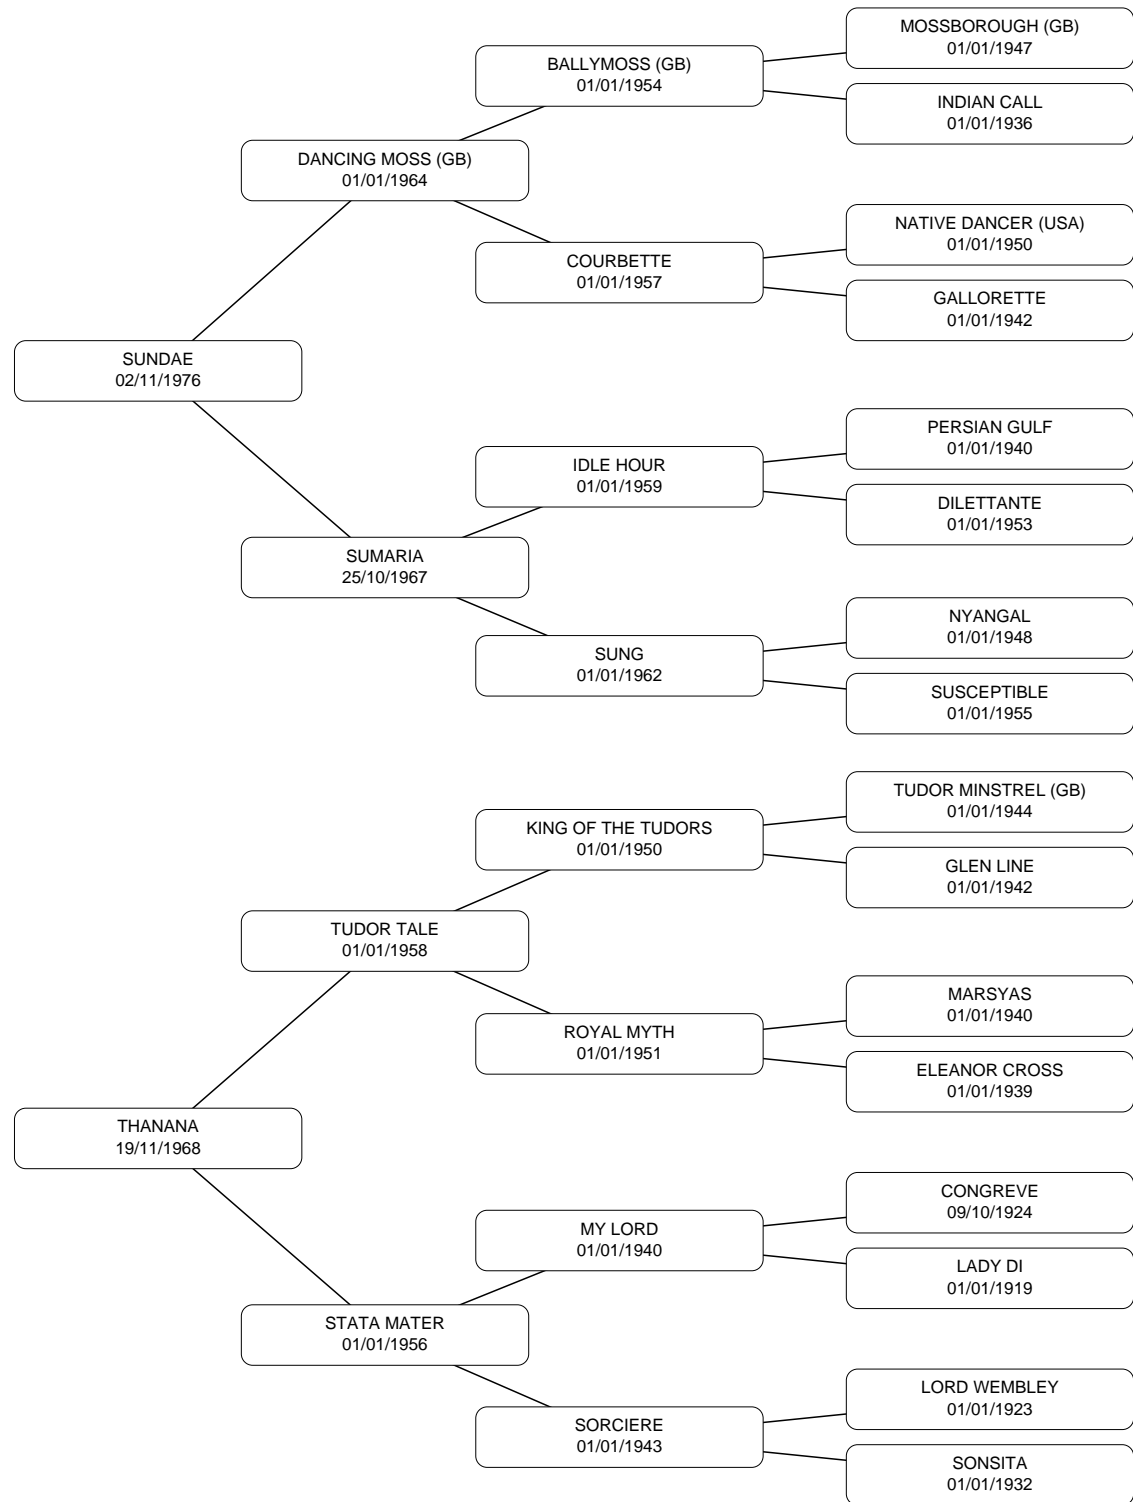 MOSSBOROUGH (GB)
01/01/1947
BALLYMOSS (GB)
01/01/1954
INDIAN CALL
01/01/1936
DANCING MOSS (GB)
01/01/1964
NATIVE DANCER (USA)
01/01/1950
COURBETTE
01/01/1957
GALLORETTE
01/01/1942
SUNDAE
02/11/1976
PERSIAN GULF
01/01/1940
IDLE HOUR
01/01/1959
DILETTANTE
01/01/1953
SUMARIA
25/10/1967
NYANGAL
01/01/1948
SUNG
01/01/1962
SUSCEPTIBLE
01/01/1955
TUDOR MINSTREL (GB)
01/01/1944
KING OF THE TUDORS
01/01/1950
GLEN LINE
01/01/1942
TUDOR TALE
01/01/1958
MARSYAS
01/01/1940
ROYAL MYTH
01/01/1951
ELEANOR CROSS
01/01/1939
THANANA
19/11/1968
CONGREVE
09/10/1924
MY LORD
01/01/1940
LADY DI
01/01/1919
STATA MATER
01/01/1956
LORD WEMBLEY
01/01/1923
SORCIERE
01/01/1943
SONSITA
01/01/1932